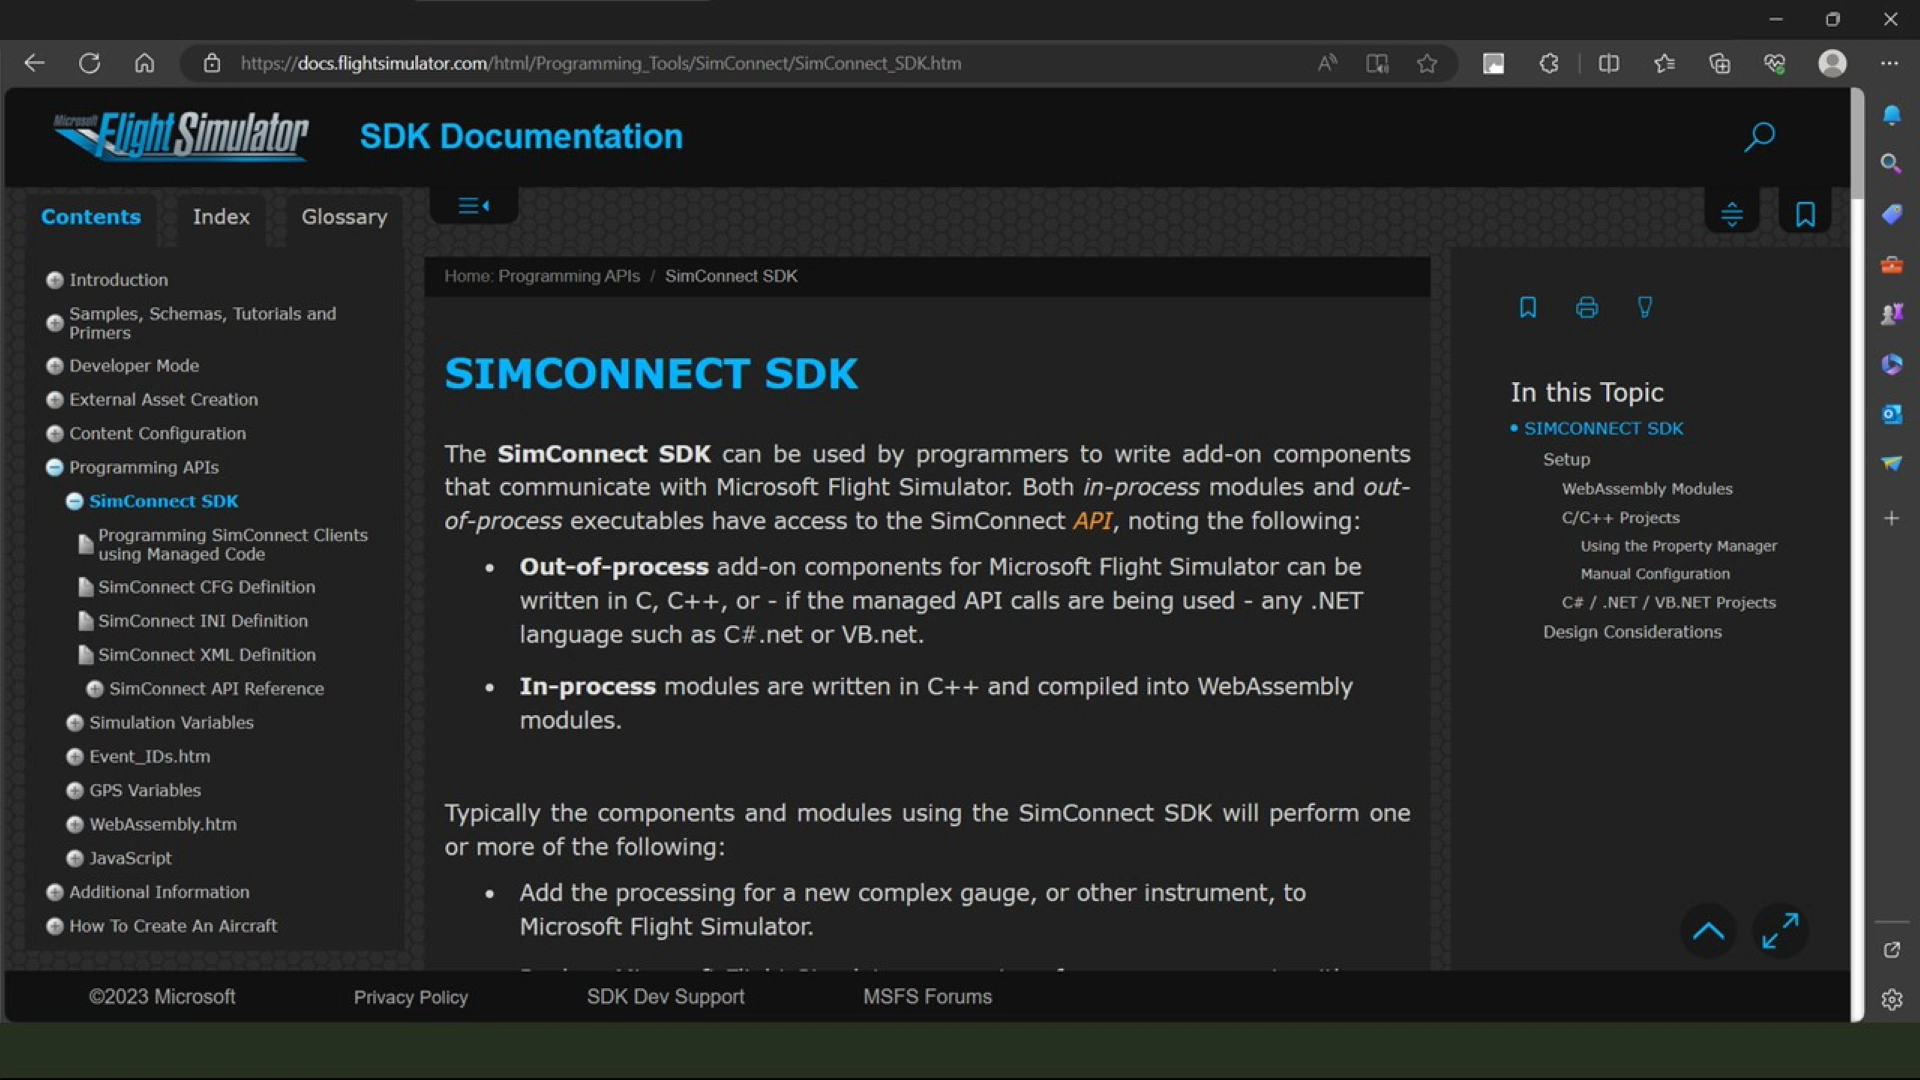 https://docs.flightsimulator.com/html/Programming_Tools/SimConnect/SimConnect_SDK.htm
Microsoft
FlightSimulator
SDK Documentation
Contents
Index
Glossary
Introduction
Samples, Schemas, Tutorials and
Primers
Developer Mode
External Asset Creation
Content Configuration
Programming APIs
SimConnect SDK
Programming SimConnect Clients
using Managed Code
SimConnect CFG Definition
SimConnect INI Definition
SimConnect XML Definition
SimConnect API Reference
Simulation Variables
Event_IDs.htm
GPS Variables
WebAssembly.htm
JavaScript
Additional Information
How To Create An Aircraft
Home: Programming APIs / SimConnect SDK
SIMCONNECT SDK
The SimConnect SDK can be used by programmers to write add-on components
that communicate with Microsoft Flight Simulator. Both in-process modules and out-
of-process executables have access to the SimConnect API, noting the following:
• Out-of-process add-on components for Microsoft Flight Simulator can be
written in C, C++, or - if the managed API calls are being used - any .NET
language such as C#.net or VB.net.
• In-process modules are written in C++ and compiled into WebAssembly
modules.
Typically the components and modules using the SimConnect SDK will perform one
or more of the following:
• Add the processing for a new complex gauge, or other instrument, to
Microsoft Flight Simulator.
In this Topic
• SIMCONNECT SDK
Setup
WebAssembly Modules
C/C++ Projects
Using the Property Manager
Manual Configuration
C# / .NET / VB.NET Projects
Design Considerations
©2023 Microsoft
Privacy Policy
SDK Dev Support
MSFS Forums